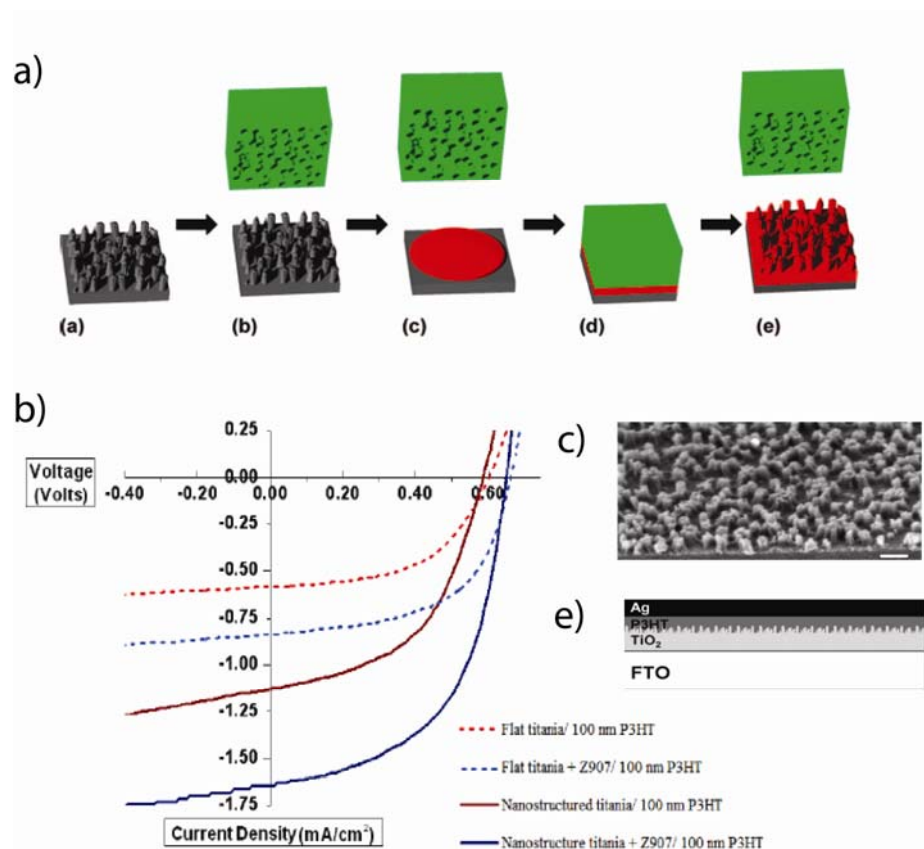 a)
(a)
(b)
(c)
(d)
(e)
b)
Voltage
(Volts)
0.25
0.00
-0.40
-0.20
0.00
0.20
0.40
0.60
-0.25
-0.50
-0.75
-1.00
-1.25
-1.50
-1.75
Current Density (mA/cm²)
c)
e)
Ag
P3HT
TiO₂
FTO
Flat titania/ 100 nm P3HT
Flat titania + Z907/ 100 nm P3HT
Nanostructured titania/ 100 nm P3HT
Nanostructure titania + Z907/ 100 nm P3HT